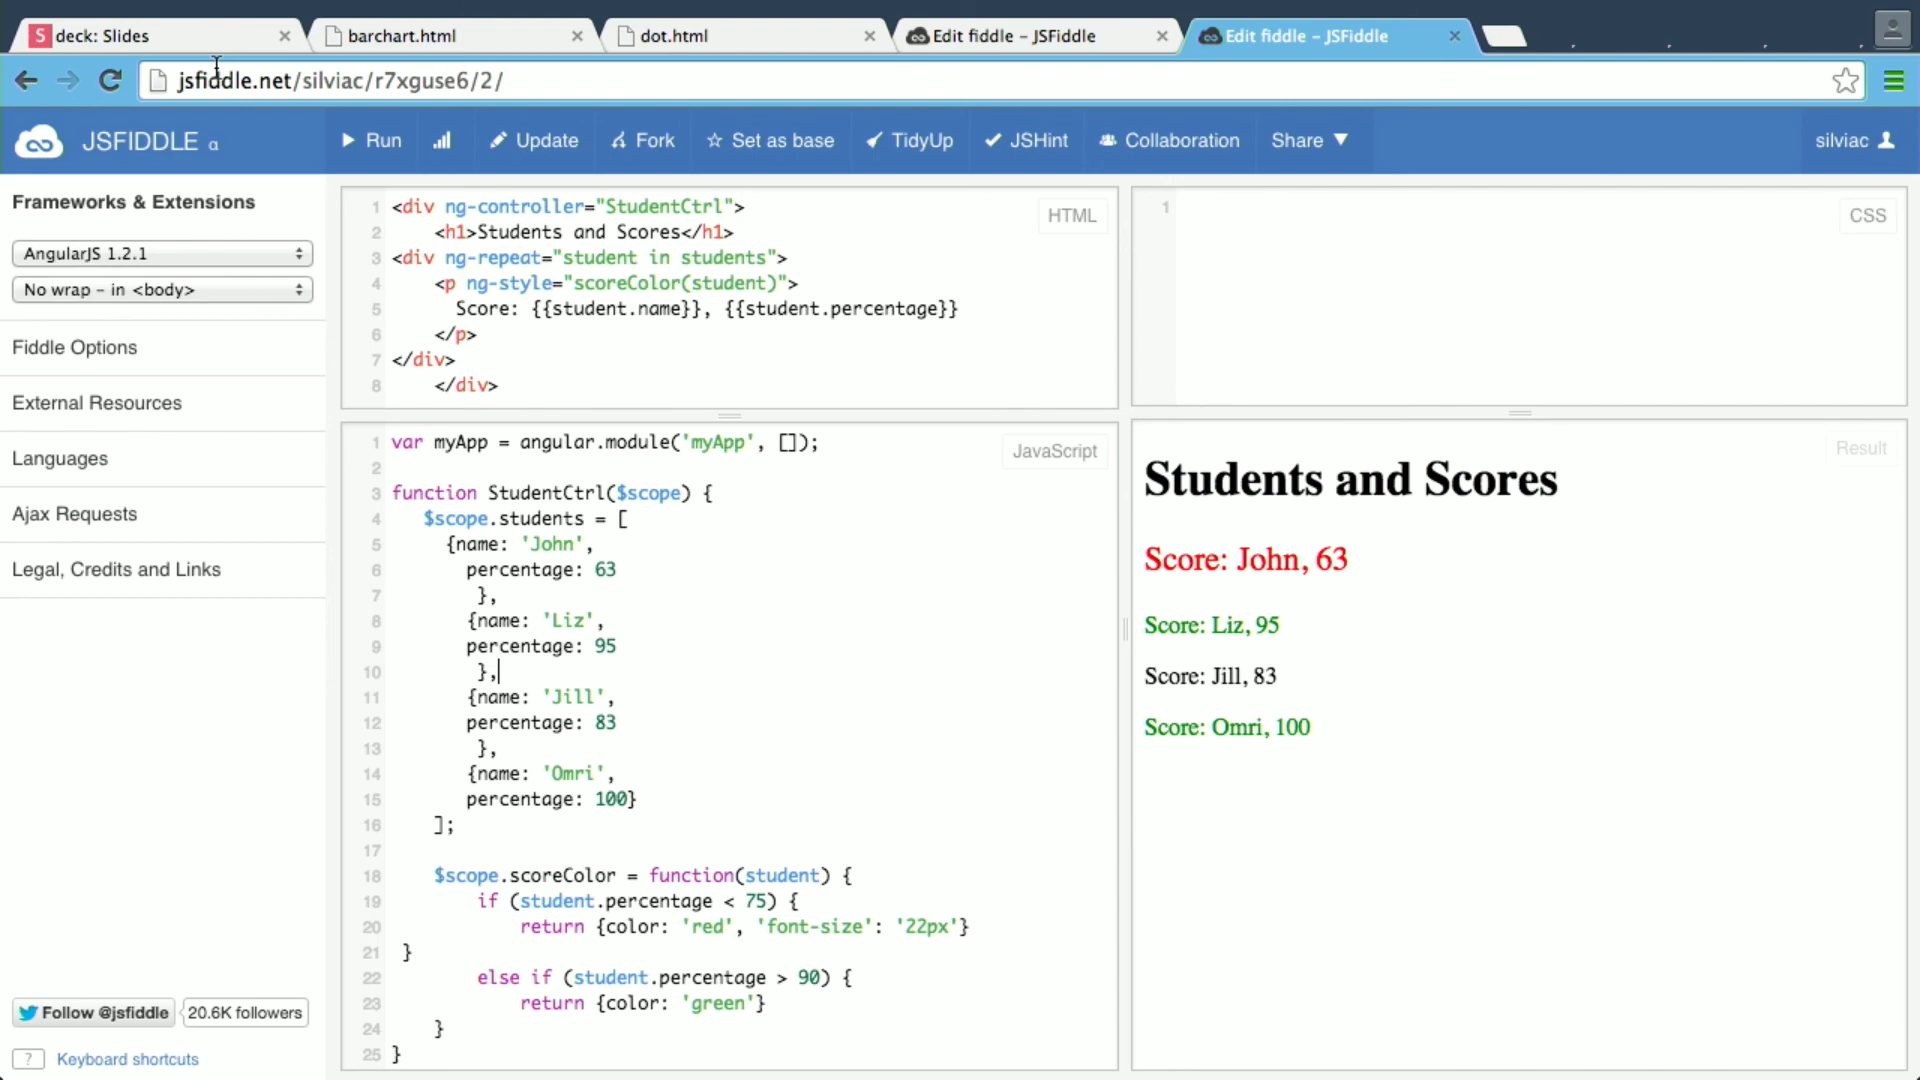 deck: Slides
barchart.html
dot.html
Edit fiddle – JSFiddle
Edit fiddle – JSFiddle
jsfiddle.net/silviac/r7xguse6/2/
JSFIDDLE α
Run
Update
Fork
Set as base
TidyUp
JSHint
Collaboration
Share ▼
silviac
Frameworks & Extensions
AngularJS 1.2.1
No wrap – in <body>
Fiddle Options
External Resources
Languages
Ajax Requests
Legal, Credits and Links
Follow @jsfiddle
20.6K followers
? Keyboard shortcuts
HTML
1 <div ng-controller="StudentCtrl">
2 <h1>Students and Scores</h1>
3 <div ng-repeat="student in students">
4 <p ng-style="scoreColor(student)">
5 Score: {{student.name}}, {{student.percentage}}
6 </p>
7 </div>
8 </div>
CSS
1
JavaScript
1 var myApp = angular.module('myApp', []);
2
3 function StudentCtrl($scope) {
4 $scope.students = [
5 {name: 'John',
6 percentage: 63
7 },
8 {name: 'Liz',
9 percentage: 95
10 },
11 {name: 'Jill',
12 percentage: 83
13 },
14 {name: 'Omri',
15 percentage: 100}
16 ];
17
18 $scope.scoreColor = function(student) {
19 if (student.percentage < 75) {
20 return {color: 'red', 'font-size': '22px'}
21 }
22 else if (student.percentage > 90) {
23 return {color: 'green'}
24 }
25 }
Result
Students and Scores
Score: John, 63
Score: Liz, 95
Score: Jill, 83
Score: Omri, 100